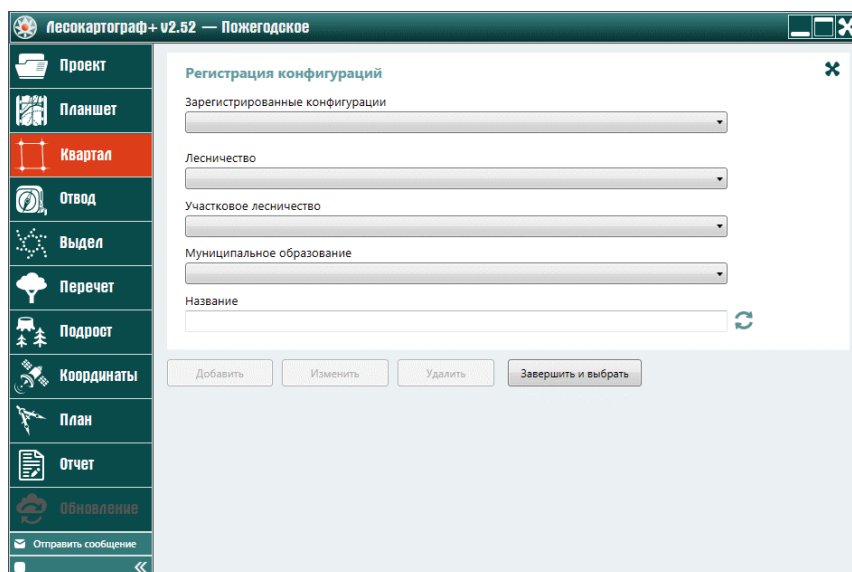 Лесокартограф+ v2.52 — Пожегодское
Проект
Планшет
Квартал
Отвод
Выдел
Перечет
Подрост
Координаты
План
Отчет
Обновление
Отправить сообщение
Регистрация конфигураций
Зарегистрированные конфигурации
Лесничество
Участковое лесничество
Муниципальное образование
Название
Добавить
Изменить
Удалить
Завершить и выбрать